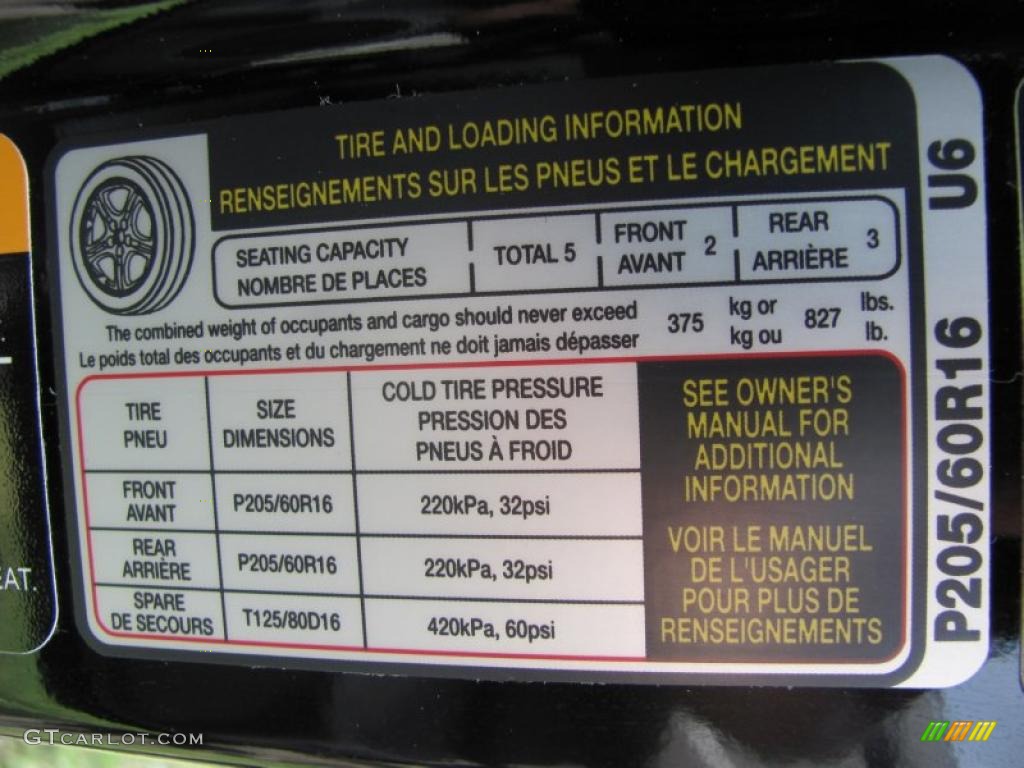 TIRE AND LOADING INFORMATION
RENSEIGNEMENTS SUR LES PNEUS ET LE CHARGEMENT
SEATING CAPACITY
NOMBRE DE PLACES
TOTAL 5
FRONT
AVANT
2
REAR
ARRIÈRE
3
The combined weight of occupants and cargo should never exceed
Le poids total des occupants et du chargement ne doit jamais dépasser
375
kg or
kg ou
827
lbs.
lb.
TIRE
PNEU
SIZE
DIMENSIONS
COLD TIRE PRESSURE
PRESSION DES
PNEUS À FROID
FRONT
AVANT
P205/60R16
220kPa, 32psi
REAR
ARRIÈRE
P205/60R16
220kPa, 32psi
SPARE
DE SECOURS
T125/80D16
420kPa, 60psi
SEE OWNER'S
MANUAL FOR
ADDITIONAL
INFORMATION
VOIR LE MANUEL
DE L'USAGER
POUR PLUS DE
RENSEIGNEMENTS
P205/60R16 U6
EAT.
GTCARLOT.COM